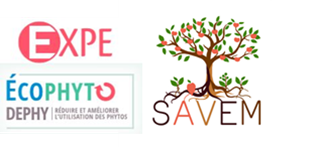 EXPE
ÉCOPHYTO
DEPHY
RÉDUIRE ET AMÉLIORER
L'UTILISATION DES PHYTOS
SAVEM